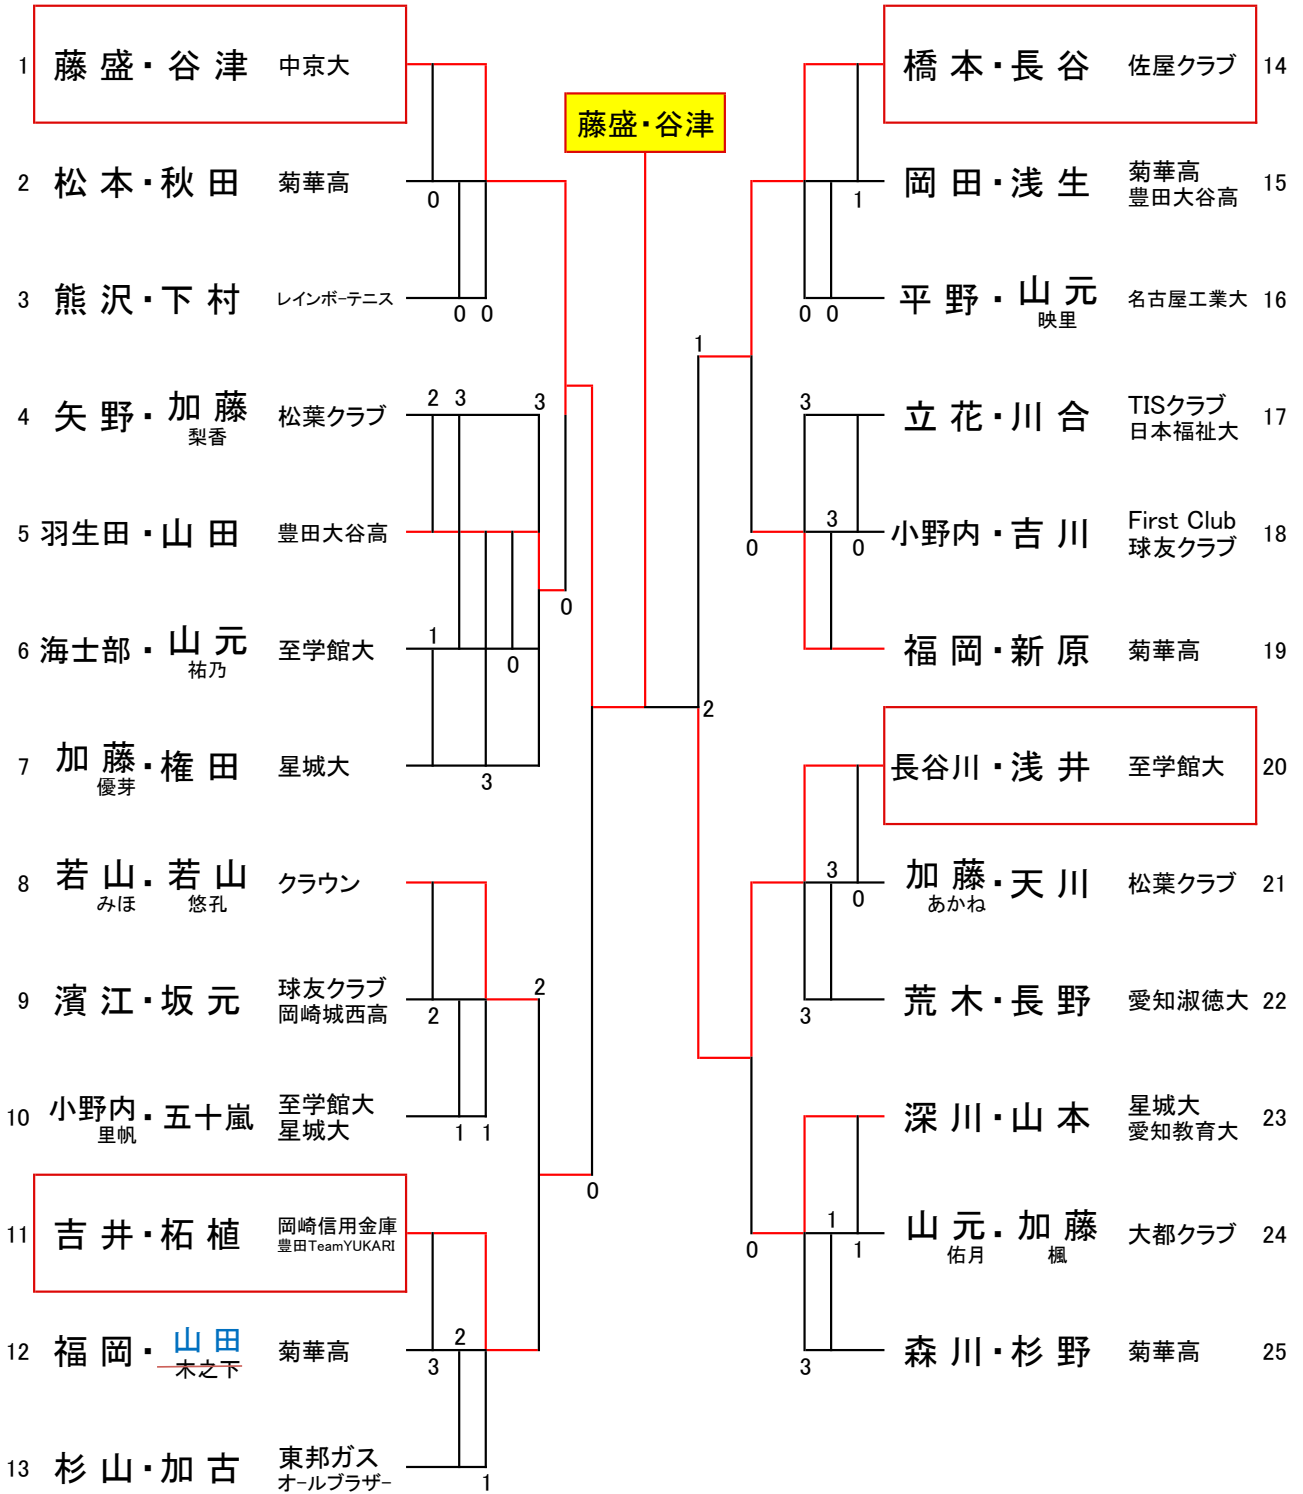 藤盛・谷津
1 藤盛・谷津 中京大
0
2 松本・秋田 菊華高
0 0
3 熊沢・下村 レインボーテニス
2 3 3
4 矢野・加藤 松葉クラブ
梨香
5 羽生田・山田 豊田大谷高
0
1
6 海士部・山元 至学館大
祐乃
0
7 加藤・権田 星城大
優芽
3
8 若山・若山 クラウン
みほ 悠孔
2
9 濱江・坂元 球友クラブ
岡崎城西高
2
10 小野内・五十嵐 至学館大
里帆 星城大
1 1
0
11 吉井・柘植 岡崎信用金庫
豊田TeamYUKARI
2
12 福岡・山田 菊華高
木之下
3
13 杉山・加古 東邦ガス
オールブラザー
1
橋本・長谷 佐屋クラブ 14
1
岡田・浅生 菊華高 15
豊田大谷高
0 0
平野・山元 名古屋工業大 16
映里
1
3
立花・川合 TISクラブ 17
日本福祉大
3
0 0
小野内・吉川 First Club 18
球友クラブ
福岡・新原 菊華高 19
2
長谷川・浅井 至学館大 20
3
0
加藤・天川 松葉クラブ 21
あかね
3
荒木・長野 愛知淑徳大 22
深川・山本 星城大 23
愛知教育大
1
0 1
山元・加藤 大都クラブ 24
佑月 楓
3
森川・杉野 菊華高 25